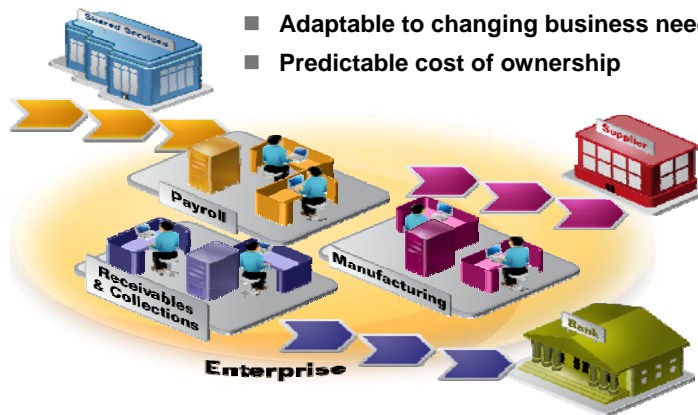 Shared Services
Adaptable to changing business nee
Predictable cost of ownership
Supplier
Payroll
Manufacturing
Receivables
& Collections
Bank
Enterprise